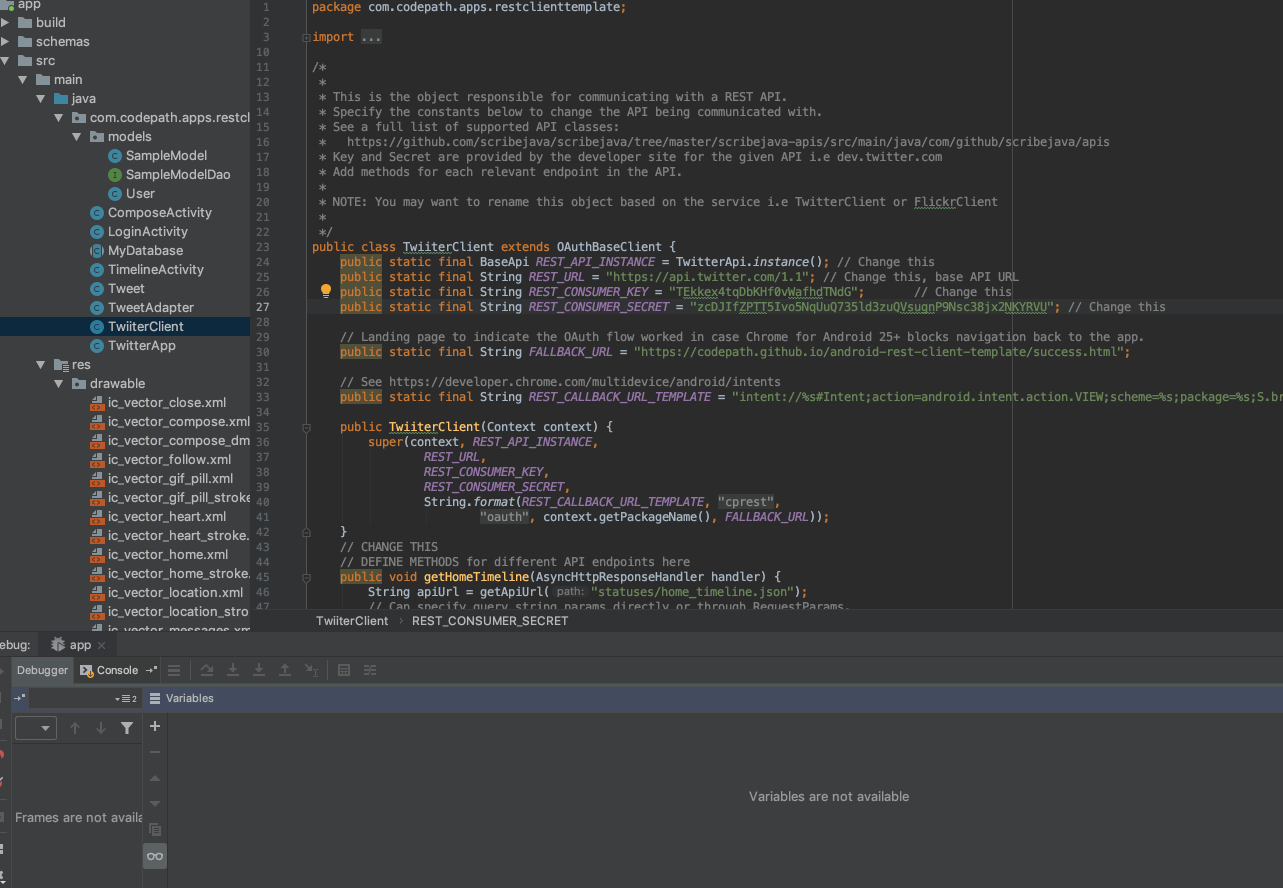 app
build
schemas
src
main
java
com.codepath.apps.restcl
models
SampleModel
SampleModelDao
User
ComposeActivity
LoginActivity
MyDatabase
TimelineActivity
Tweet
TweetAdapter
TwiiterClient
TwitterApp
res
drawable
ic_vector_close.xml
ic_vector_compose.xml
ic_vector_compose_dm
ic_vector_follow.xml
ic_vector_gif_pill.xml
ic_vector_gif_pill_stroke
ic_vector_heart.xml
ic_vector_heart_stroke.
ic_vector_home.xml
ic_vector_home_stroke.
ic_vector_location.xml
ic_vector_location_stro
ic_vector_messages.xm
1 package com.codepath.apps.restclienttemplate;
2
3 import ...
10
11 /*
12 *
13 * This is the object responsible for communicating with a REST API.
14 * Specify the constants below to change the API being communicated with.
15 * See a full list of supported API classes:
16 *   https://github.com/scribejava/scribejava/tree/master/scribejava-apis/src/main/java/com/github/scribejava/apis
17 * Key and Secret are provided by the developer site for the given API i.e dev.twitter.com
18 * Add methods for each relevant endpoint in the API.
19 *
20 * NOTE: You may want to rename this object based on the service i.e TwitterClient or FlickrClient
21 *
22 */
23 public class TwiiterClient extends OAuthBaseClient {
24 public static final BaseApi REST_API_INSTANCE = TwitterApi.instance(); // Change this
25 public static final String REST_URL = "https://api.twitter.com/1.1"; // Change this, base API URL
26 public static final String REST_CONSUMER_KEY = "TEkkex4tqDbKHf0vWafhdTNdG";       // Change this
27 public static final String REST_CONSUMER_SECRET = "zcDJIfZPTT5Ivo5NqUuQ735ld3zuQVsugnP9Nsc38jx2NKYRVU"; // Change this
28
29 // Landing page to indicate the OAuth flow worked in case Chrome for Android 25+ blocks navigation back to the app.
30 public static final String FALLBACK_URL = "https://codepath.github.io/android-rest-client-template/success.html";
31
32 // See https://developer.chrome.com/multidevice/android/intents
33 public static final String REST_CALLBACK_URL_TEMPLATE = "intent://%s#Intent;action=android.intent.action.VIEW;scheme=%s;package=%s;S.br
34
35 public TwiiterClient(Context context) {
36 super(context, REST_API_INSTANCE,
37 REST_URL,
38 REST_CONSUMER_KEY,
39 REST_CONSUMER_SECRET,
40 String.format(REST_CALLBACK_URL_TEMPLATE, "cprest",
41 "oauth", context.getPackageName(), FALLBACK_URL));
42 }
43 // CHANGE THIS
44 // DEFINE METHODS for different API endpoints here
45 public void getHomeTimeline(AsyncHttpResponseHandler handler) {
46 String apiUrl = getApiUrl( path: "statuses/home_timeline.json");
47 // Can specify query string params directly or through RequestParams.
TwiiterClient › REST_CONSUMER_SECRET
ebug: app ×
Debugger Console
2 Variables
Frames are not availa
Variables are not available